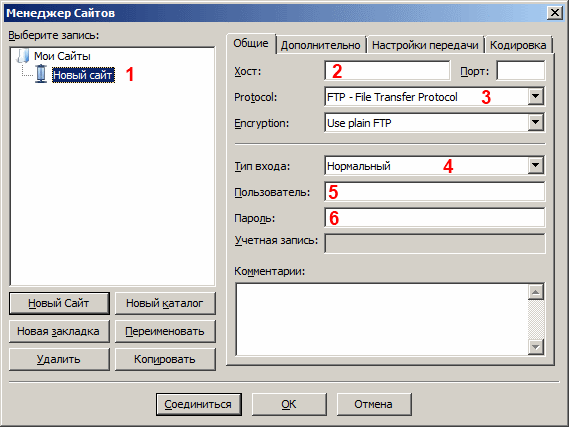 Менеджер Сайтов
Выберите запись:
Мои Сайты
Новый сайт 1
Новый Сайт Новый каталог
Новая закладка Переименовать
Удалить Копировать
Общие Дополнительно Настройки передачи Кодировка
Хост: 2 Порт:
Protocol: FTP - File Transfer Protocol 3
Encryption: Use plain FTP
Тип входа: Нормальный 4
Пользователь: 5
Пароль: 6
Учетная запись:
Комментарии:
Соединиться OK Отмена